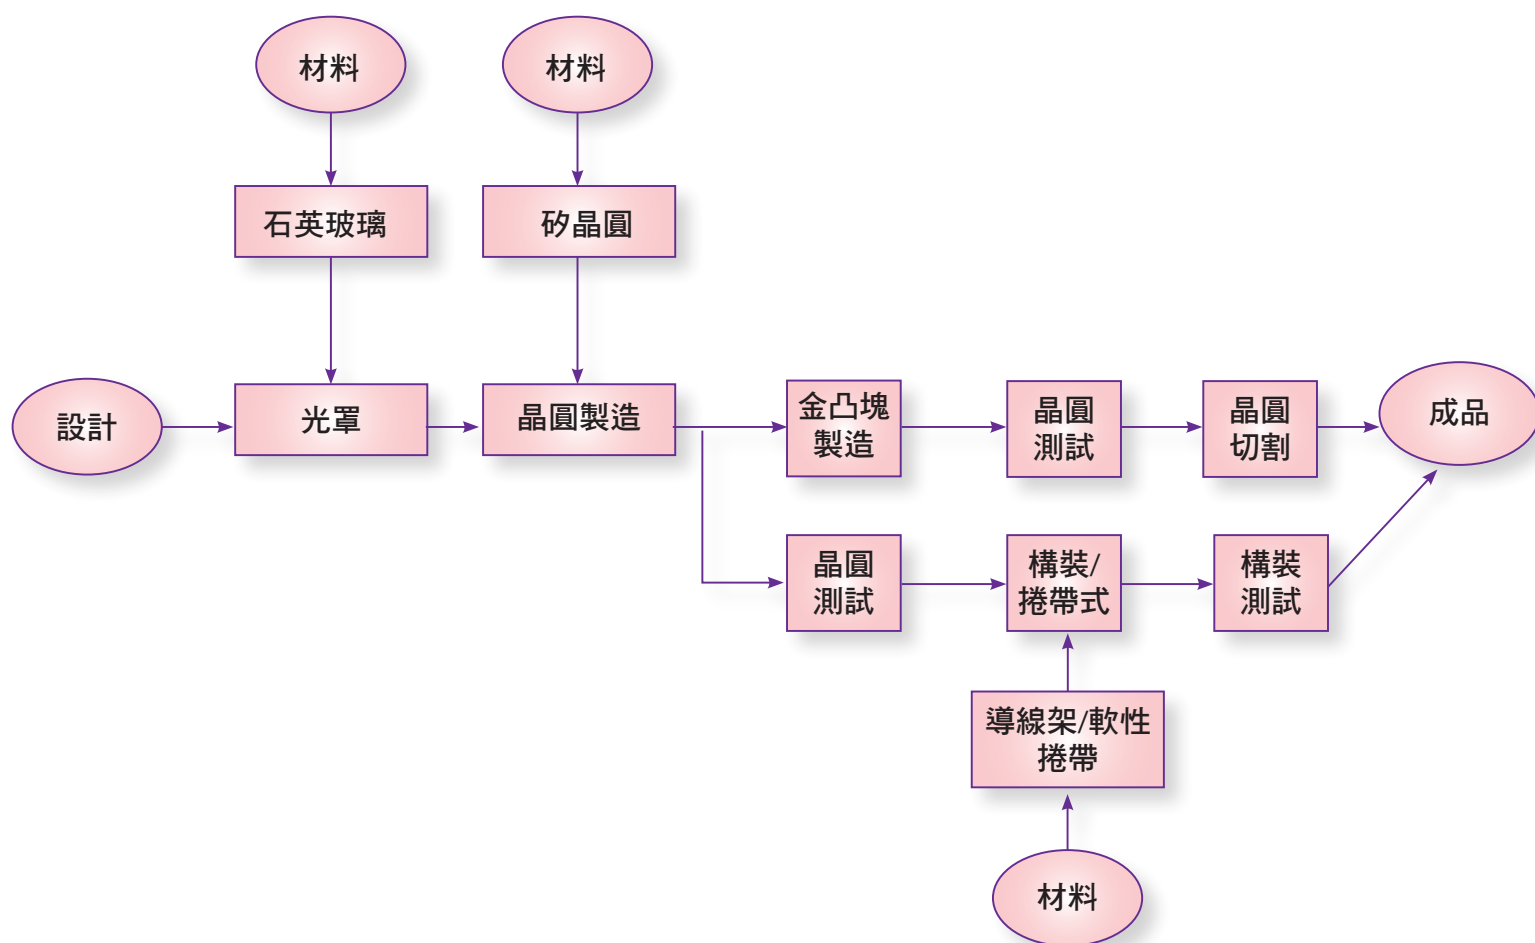 材料
材料
石英玻璃
矽晶圓
設計
光罩
晶圓製造
金凸塊
製造
晶圓
測試
晶圓
切割
成品
晶圓
測試
構裝/
捲帶式
構裝
測試
導線架/軟性
捲帶
材料